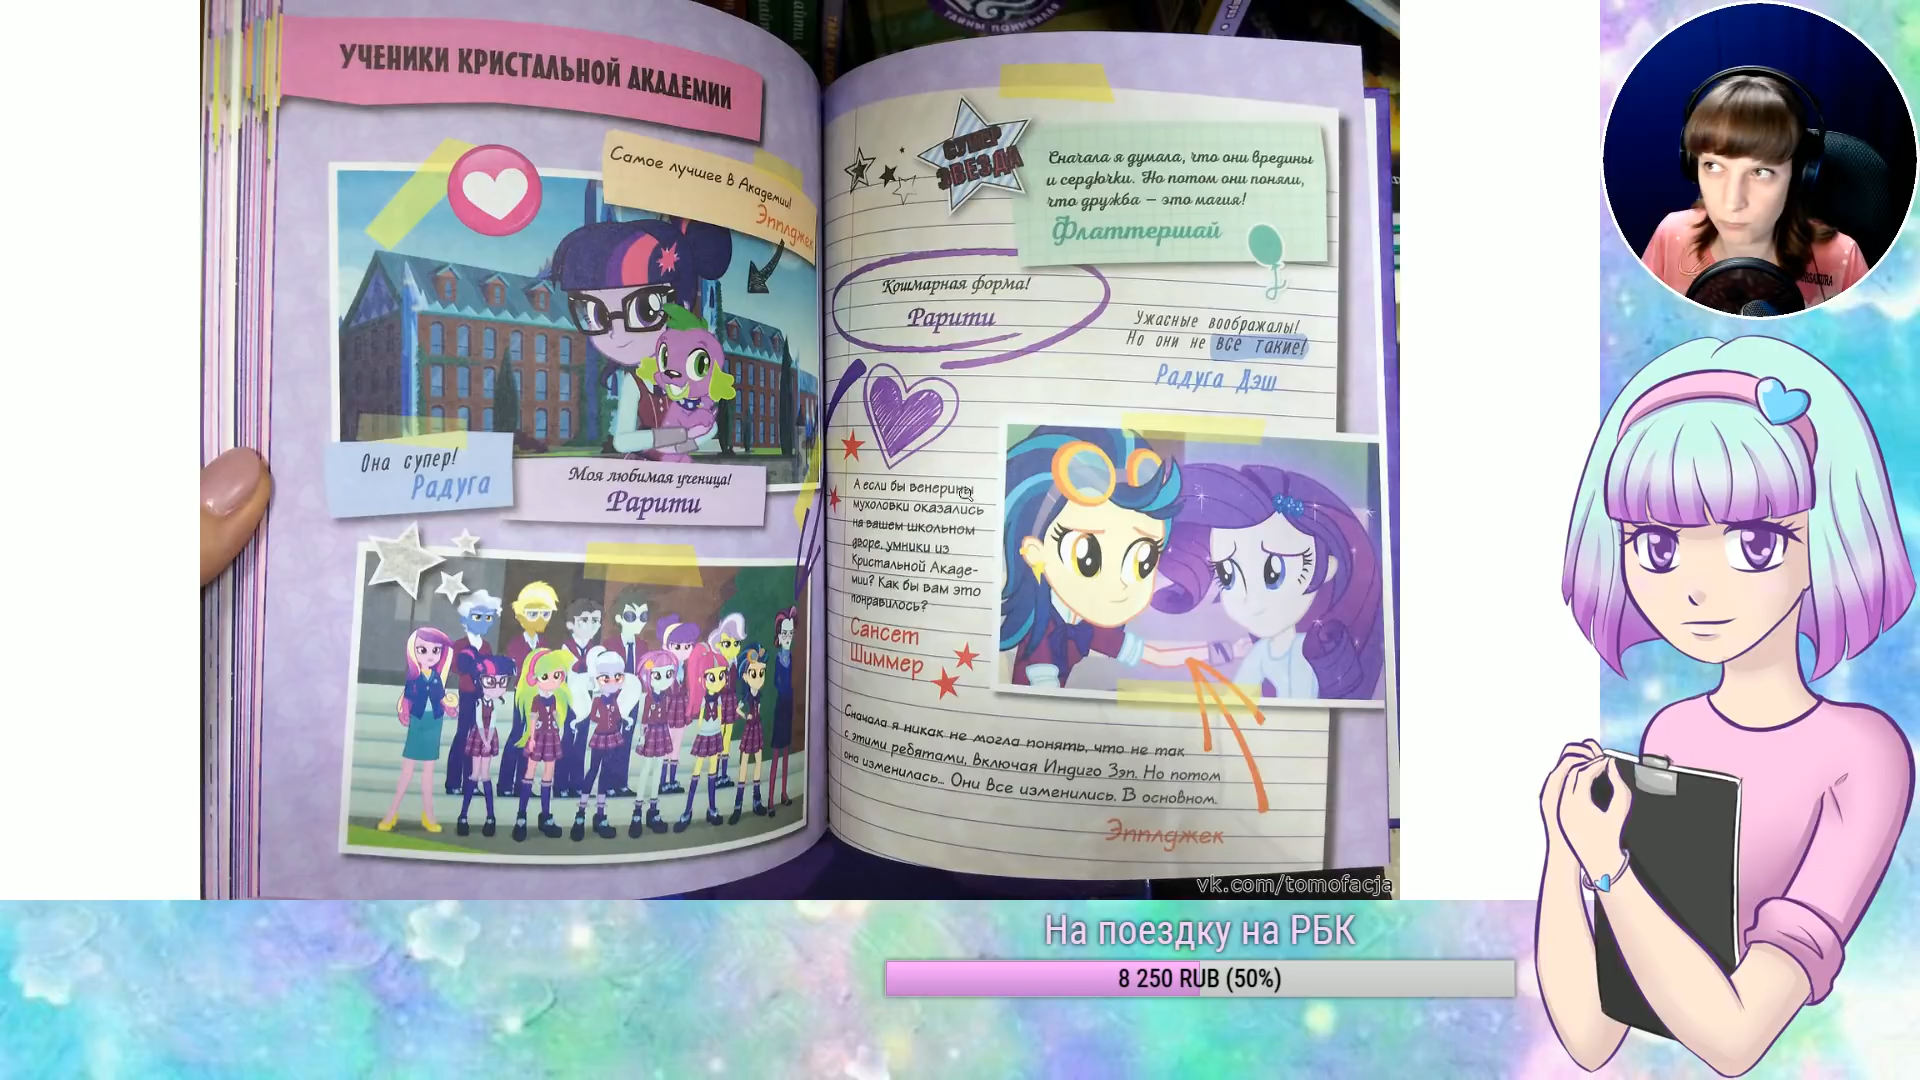 ТАЙНЫ ПОНИВИЛЯ
УЧЕНИКИ КРИСТАЛЬНОЙ АКАДЕМИИ
Самое лучшее в Академии!
Эпплджек
Она супер!
Радуга
Моя любимая ученица!
Рарити
СУПЕР
ЗВЕЗДА
Сначала я думала, что они вредины
и сердючки. Но потом они поняли,
что дружба – это магия!
Флаттершай
Кошмарная форма!
Рарити
Ужасные воображалы!
Но они не все такие!
Радуга Дэш
А если бы венерины
мухоловки оказались
на вашем школьном
дворе, умники из
Кристальной Акаде-
мии? Как бы вам это
понравилось?
Сансет
Шиммер
Сначала я никак не могла понять, что не так
с этими ребятами, включая Индиго Зэп. Но потом
она изменилась... Они все изменились. В основном.
Эпплджек
vk.com/tomofacja
На поездку на РБК
8 250 RUB (50%)